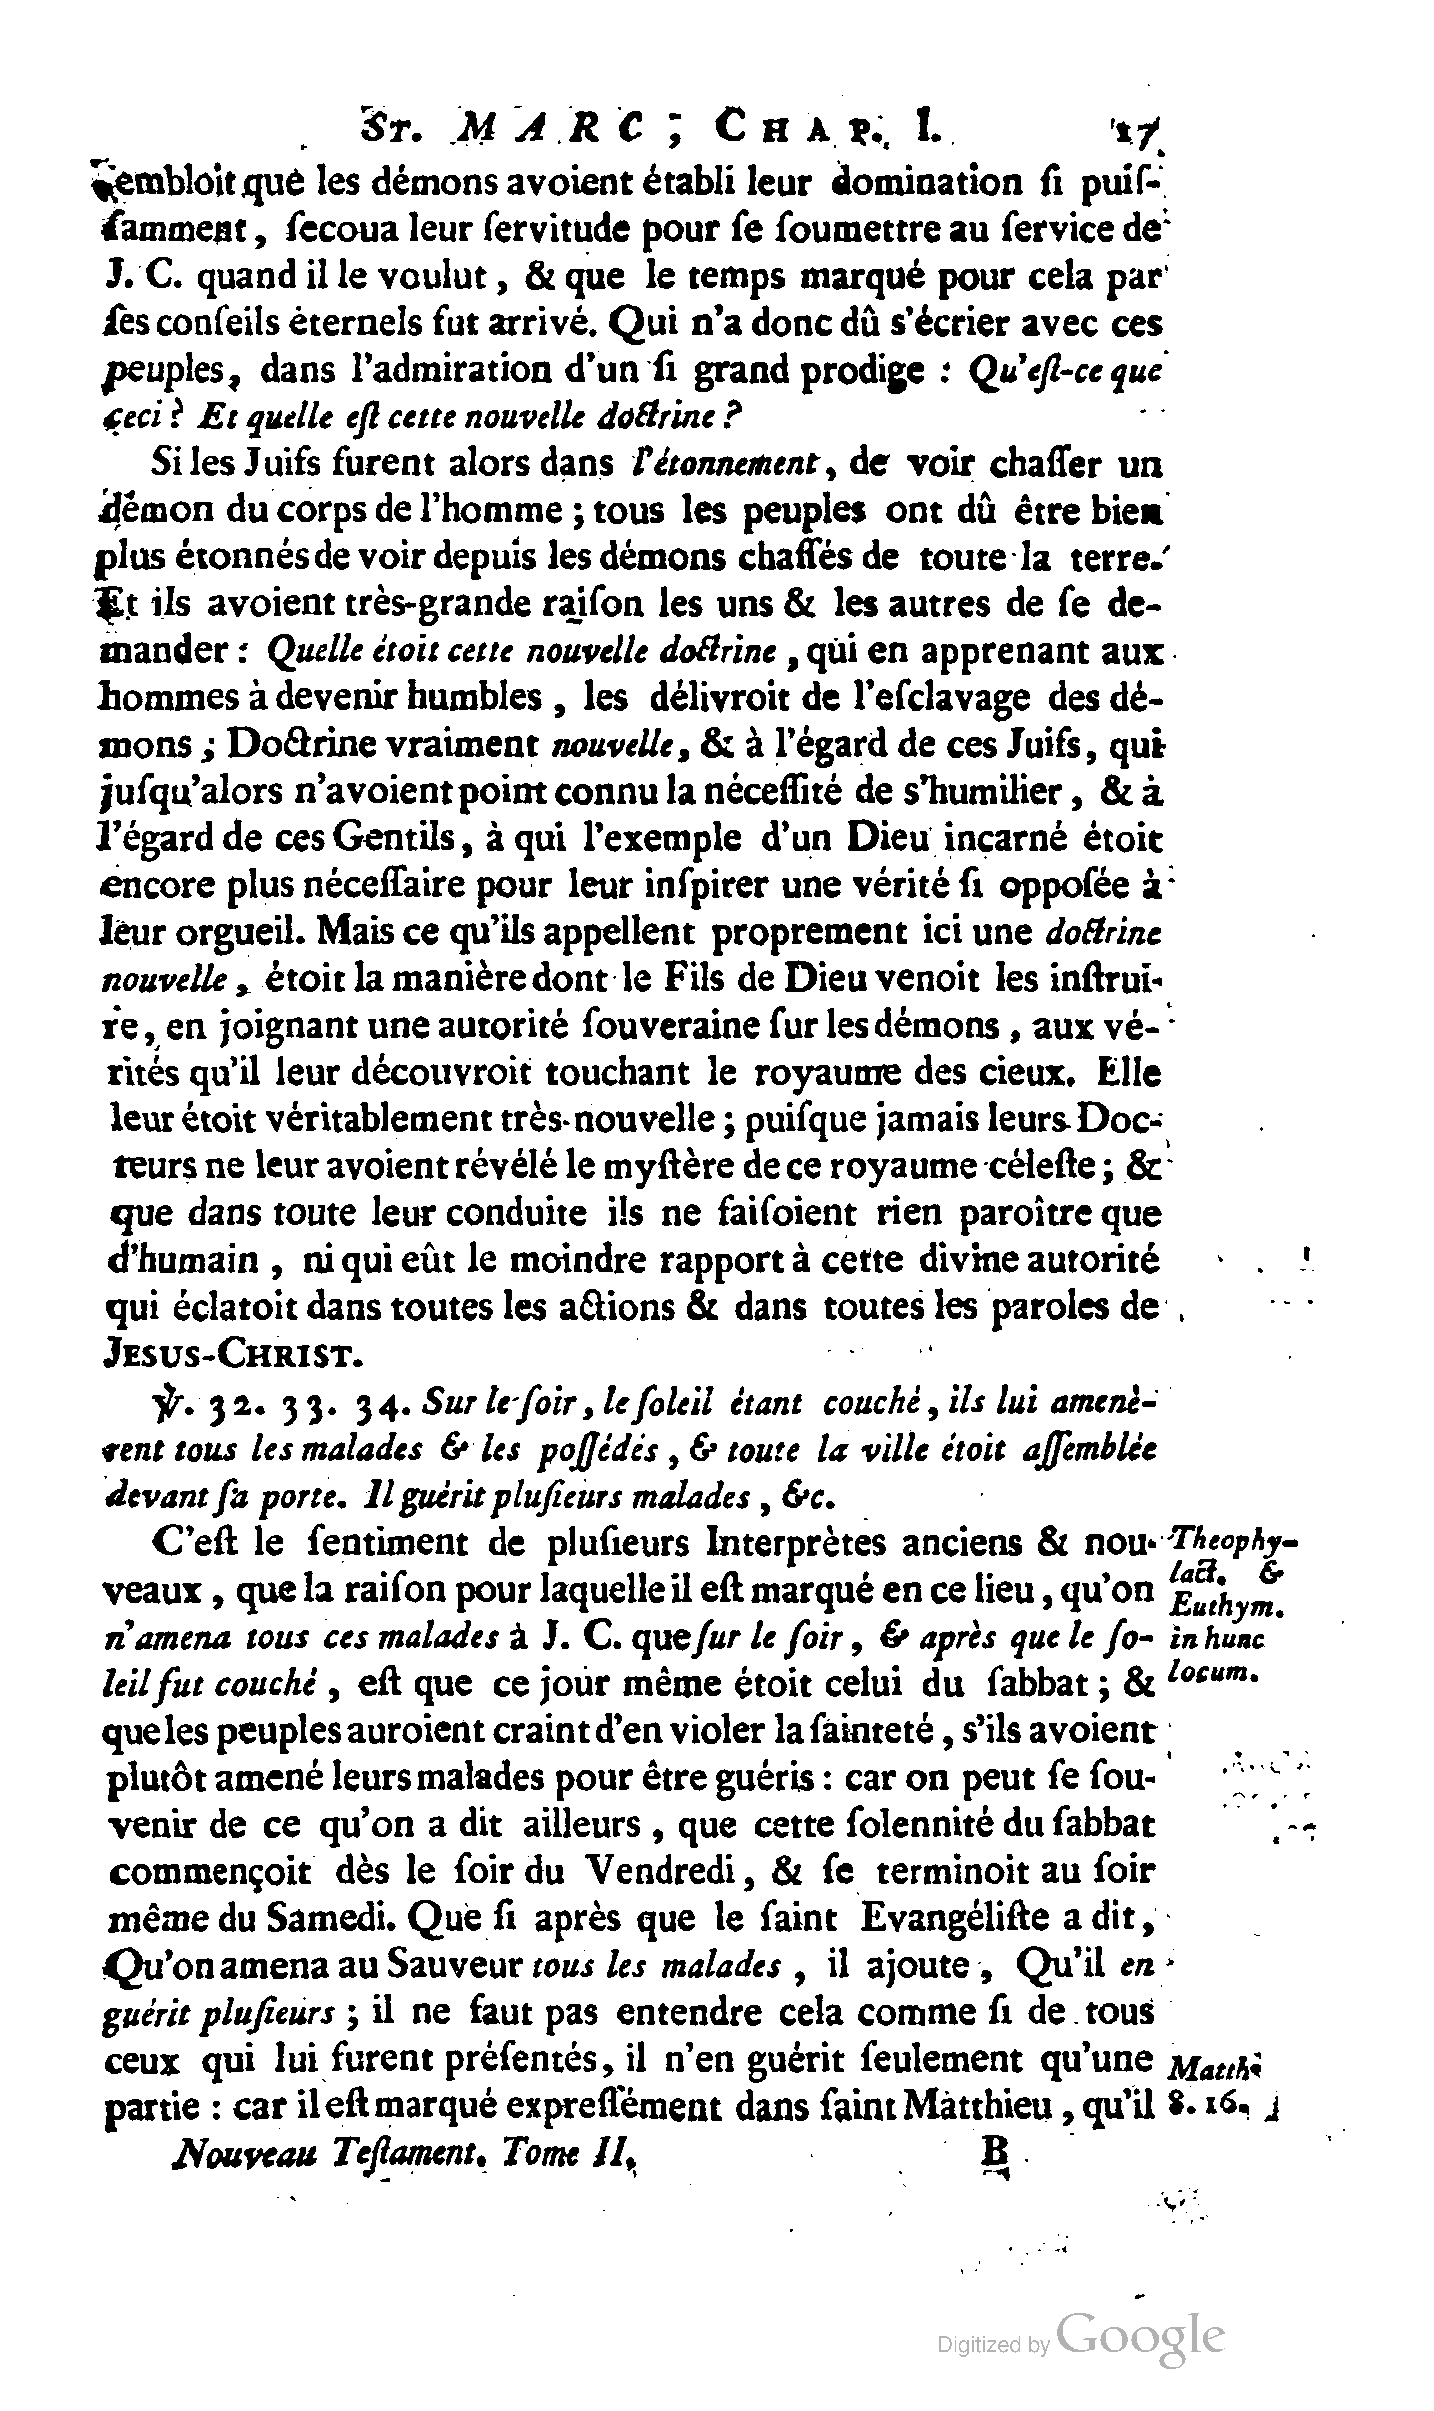 St. MARC, CHAP. I. 17
ſembloit que les démons avoient établi leur domination ſi puiſ-
ſamment, ſecoua leur ſervitude pour ſe ſoumettre au ſervice de
J. C. quand il le voulut, & que le temps marqué pour cela par
ſes conſeils éternels fut arrivé. Qui n'a donc dû s'écrier avec ces
peuples, dans l'admiration d'un ſi grand prodige : Qu'eſt-ce que
ceci ? Et quelle eſt cette nouvelle doctrine ?
Si les Juifs furent alors dans l'étonnement, de voir chaſſer un
démon du corps de l'homme ; tous les peuples ont dû être bien
plus étonnés de voir depuis les démons chaſſés de toute la terre.
Et ils avoient très-grande raiſon les uns & les autres de ſe de-
mander : Quelle étoit cette nouvelle doctrine, qui en apprenant aux
hommes à devenir humbles, les délivroit de l'eſclavage des dé-
mons ; Doctrine vraiment nouvelle, & à l'égard de ces Juifs, qui
juſqu'alors n'avoient point connu la néceſſité de s'humilier, & à
l'égard de ces Gentils, à qui l'exemple d'un Dieu incarné étoit
encore plus néceſſaire pour leur inſpirer une vérité ſi oppoſée à
leur orgueil. Mais ce qu'ils appellent proprement ici une doctrine
nouvelle, étoit la manière dont le Fils de Dieu venoit les inſtrui-
re, en joignant une autorité ſouveraine ſur les démons, aux vé-
rités qu'il leur découvroit touchant le royaume des cieux. Elle
leur étoit véritablement très-nouvelle ; puiſque jamais leurs Doc-
teurs ne leur avoient révélé le myſtère de ce royaume céleſte ; &
que dans toute leur conduite ils ne faiſoient rien paroître que
d'humain, ni qui eût le moindre rapport à cette divine autorité
qui éclatoit dans toutes les actions & dans toutes les paroles de
JESUS-CHRIST.
℣. 32. 33. 34. Sur le ſoir, le ſoleil étant couché, ils lui amenè-
rent tous les malades & les poſſédés, & toute la ville étoit aſſemblée
devant ſa porte. Il guérit pluſieurs malades, &c.
C'eſt le ſentiment de pluſieurs Interprètes anciens & nou-
veaux, que la raiſon pour laquelle il eſt marqué en ce lieu, qu'on
n'amena tous ces malades à J. C. que ſur le ſoir, & après que le ſo-
leil fut couché, eſt que ce jour même étoit celui du ſabbat ; &
que les peuples auroient craint d'en violer la ſainteté, s'ils avoient
plutôt amené leurs malades pour être guéris : car on peut ſe ſou-
venir de ce qu'on a dit ailleurs, que cette ſolennité du ſabbat
commençoit dès le ſoir du Vendredi, & ſe terminoit au ſoir
même du Samedi. Que ſi après que le ſaint Evangéliſte a dit,
Qu'on amena au Sauveur tous les malades, il ajoute, Qu'il en
guérit pluſieurs ; il ne faut pas entendre cela comme ſi de tous
ceux qui lui furent préſentés, il n'en guérit ſeulement qu'une
partie : car il eſt marqué expreſſément dans ſaint Matthieu, qu'il
Theophy-
lact. &
Euthym.
in hunc
locum.
Matth.
8. 16.
Nouveau Teſtament. Tome II. B
Digitized by Google